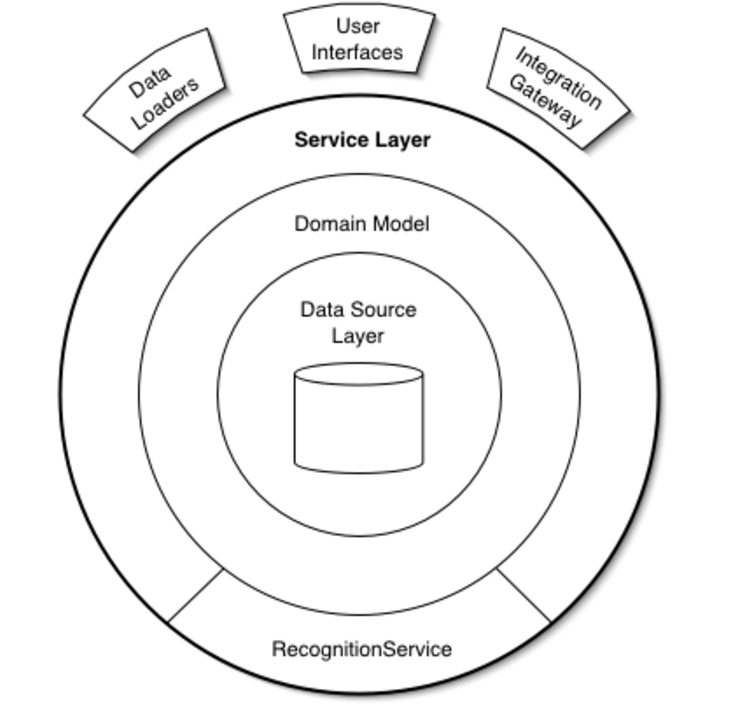 User
Interfaces
Data
Loaders
Integration
Gateway
Service Layer
Domain Model
Data Source
Layer
RecognitionService